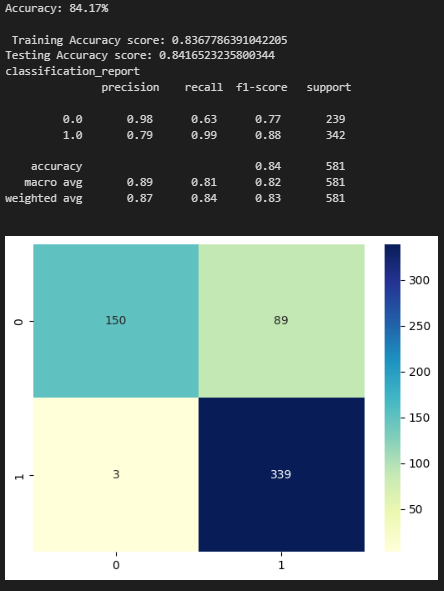 Accuracy: 84.17%
Training Accuracy score: 0.8367786391042205
Testing Accuracy score: 0.8416523235800344
classification_report
precision recall f1-score support
0.0 0.98 0.63 0.77 239
1.0 0.79 0.99 0.88 342
accuracy 0.84 581
macro avg 0.89 0.81 0.82 581
weighted avg 0.87 0.84 0.83 581
300
0 150 89
250
200
150
100
1 3 339
50
0 1